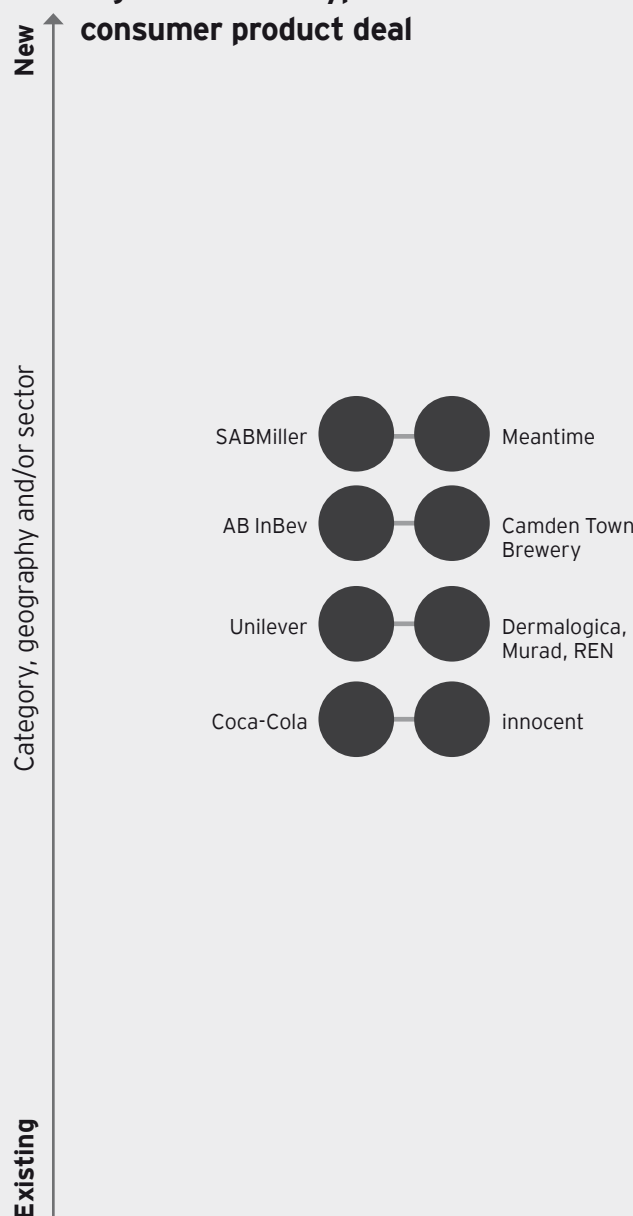 consumer product deal
New
Category, geography and/or sector
Existing
SABMiller
Meantime
AB InBev
Camden Town
Brewery
Unilever
Dermalogica,
Murad, REN
Coca-Cola
innocent